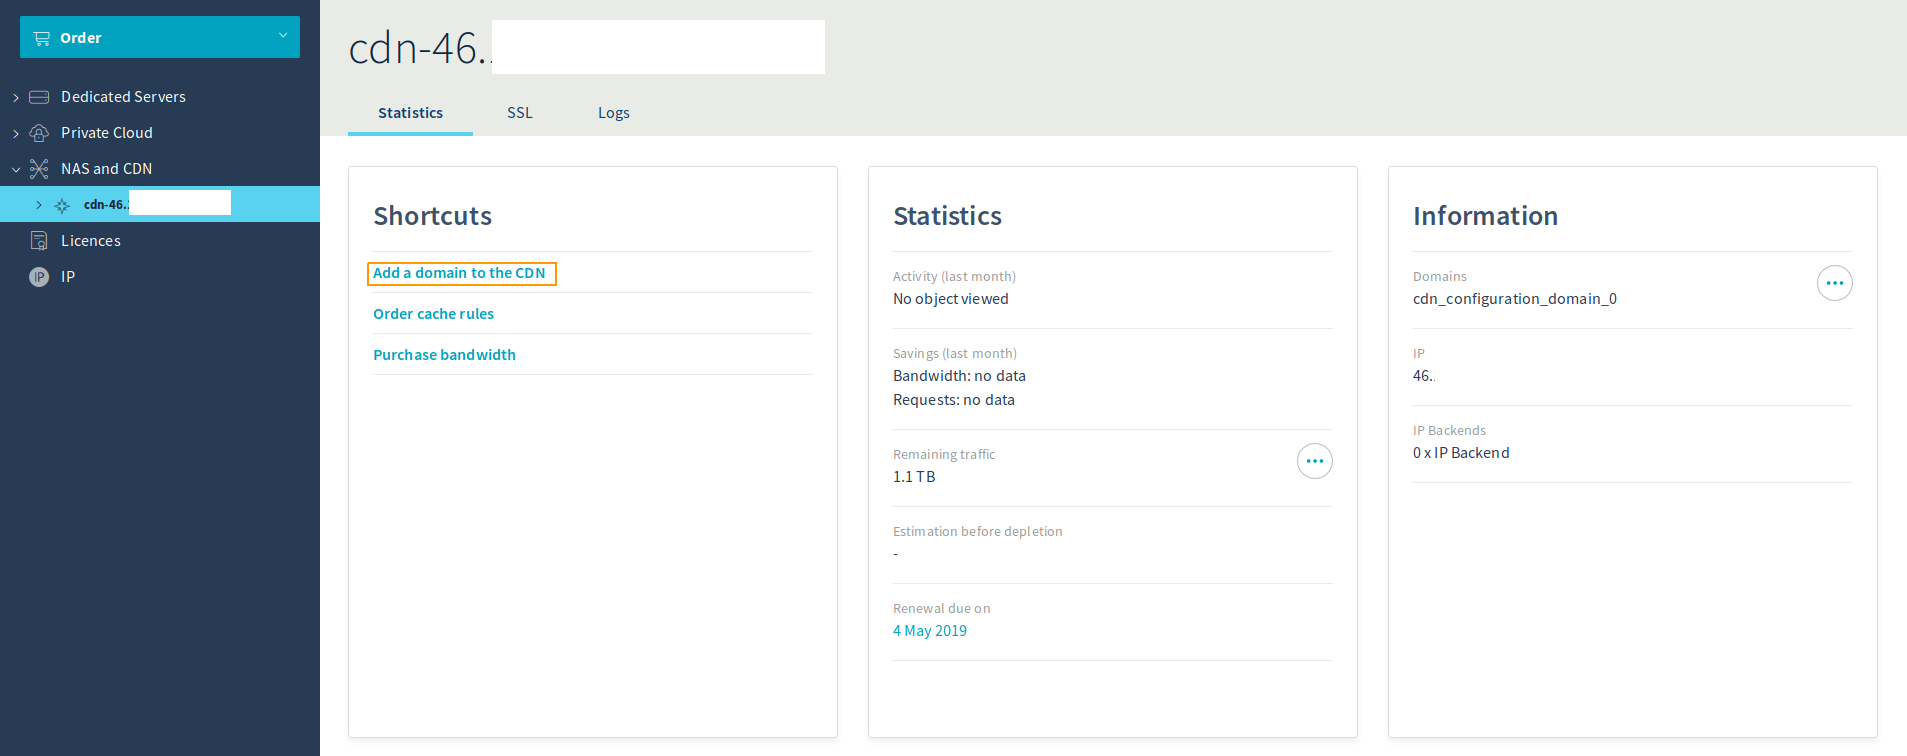 Order
Dedicated Servers
Private Cloud
NAS and CDN
cdn-46.
Licences
IP
IP
cdn-46.
Statistics
SSL
Logs
Shortcuts
Add a domain to the CDN
Order cache rules
Purchase bandwidth
Statistics
Activity (last month)
No object viewed
Savings (last month)
Bandwidth: no data
Requests: no data
Remaining traffic
1.1 TB
Estimation before depletion
-
Renewal due on
4 May 2019
Information
Domains
cdn_configuration_domain_0
IP
46.
IP Backends
0 x IP Backend